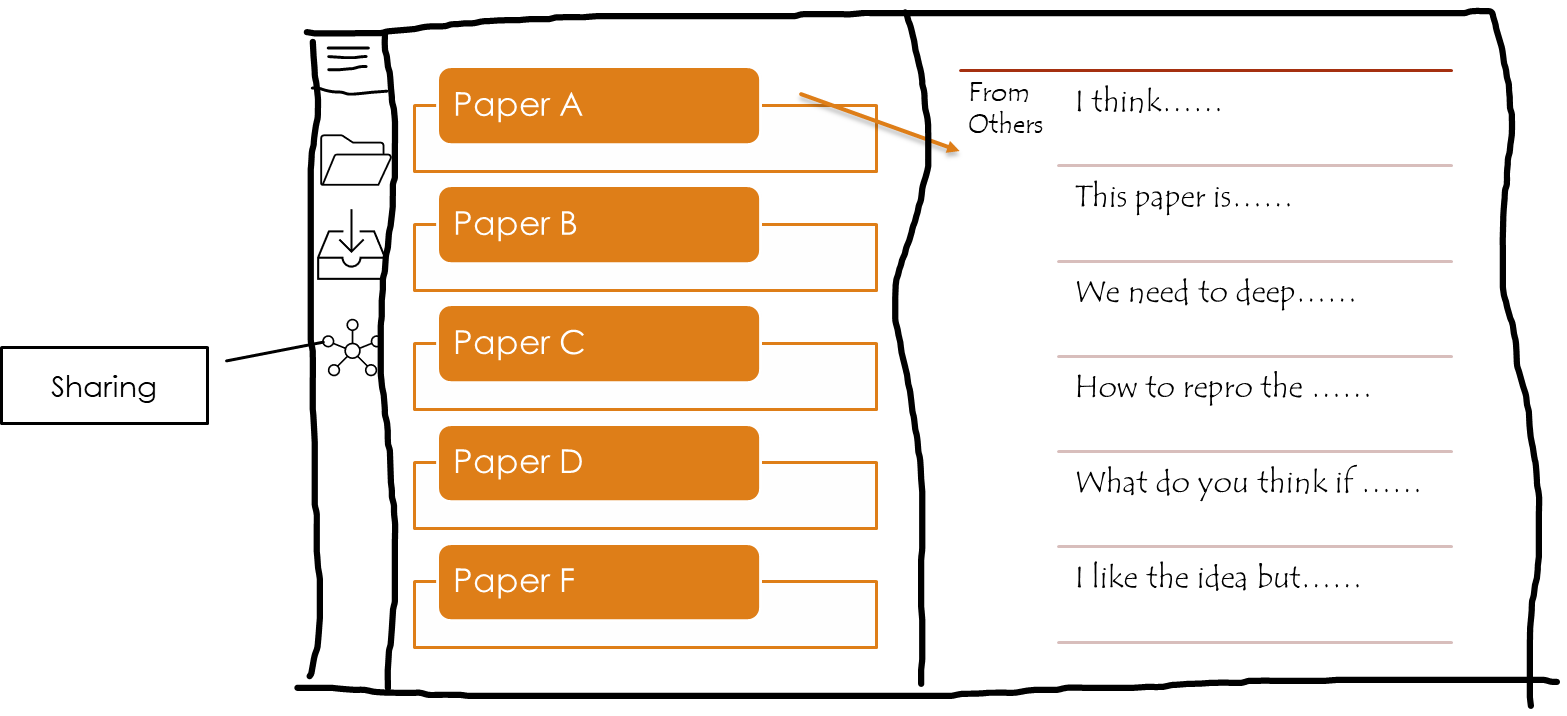 Sharing
Paper A
Paper B
Paper C
Paper D
Paper F
From
Others
I think......
This paper is......
We need to deep......
How to repro the ......
What do you think if ......
I like the idea but......